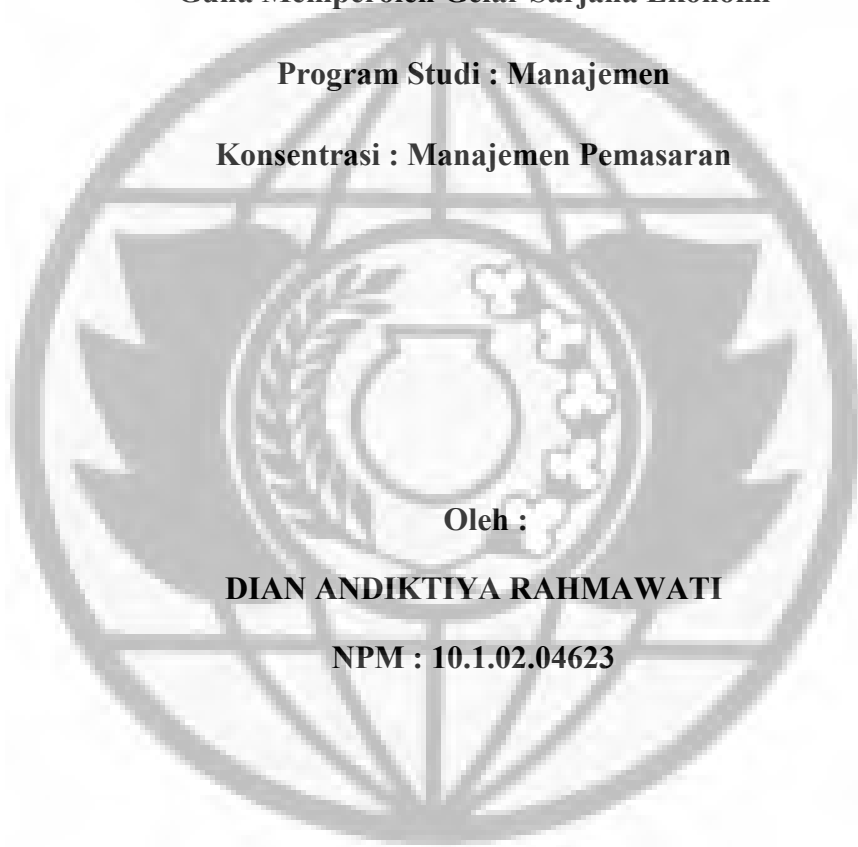 Program Studi : Manajemen
Konsentrasi : Manajemen Pemasaran
Oleh :
DIAN ANDIKTIYA RAHMAWATI
NPM : 10.1.02.04623